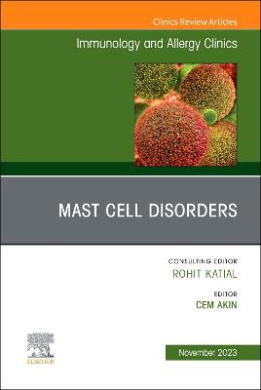 Clinics Review Articles
Immunology and Allergy Clinics
MAST CELL DISORDERS
CONSULTING EDITOR
ROHIT KATIAL
EDITOR
CEM AKIN
ELSEVIER
November 2023